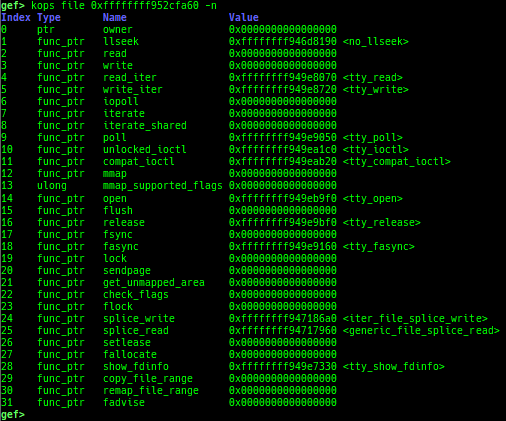 gef> kops file 0xffffffff952cfa60 -n
Index Type Name Value
0 ptr owner 0x0000000000000000
1 func_ptr llseek 0xffffffff946d8190 <no_llseek>
2 func_ptr read 0x0000000000000000
3 func_ptr write 0x0000000000000000
4 func_ptr read_iter 0xffffffff949e8070 <tty_read>
5 func_ptr write_iter 0xffffffff949e8720 <tty_write>
6 func_ptr iopoll 0x0000000000000000
7 func_ptr iterate 0x0000000000000000
8 func_ptr iterate_shared 0x0000000000000000
9 func_ptr poll 0xffffffff949e9050 <tty_poll>
10 func_ptr unlocked_ioctl 0xffffffff949ea1c0 <tty_ioctl>
11 func_ptr compat_ioctl 0xffffffff949eab20 <tty_compat_ioctl>
12 func_ptr mmap 0x0000000000000000
13 ulong mmap_supported_flags 0x0000000000000000
14 func_ptr open 0xffffffff949eb9f0 <tty_open>
15 func_ptr flush 0x0000000000000000
16 func_ptr release 0xffffffff949e9bf0 <tty_release>
17 func_ptr fsync 0x0000000000000000
18 func_ptr fasync 0xffffffff949e9160 <tty_fasync>
19 func_ptr lock 0x0000000000000000
20 func_ptr sendpage 0x0000000000000000
21 func_ptr get_unmapped_area 0x0000000000000000
22 func_ptr check_flags 0x0000000000000000
23 func_ptr flock 0x0000000000000000
24 func_ptr splice_write 0xffffffff947186a0 <iter_file_splice_write>
25 func_ptr splice_read 0xffffffff94717960 <generic_file_splice_read>
26 func_ptr setlease 0x0000000000000000
27 func_ptr fallocate 0x0000000000000000
28 func_ptr show_fdinfo 0xffffffff949e7330 <tty_show_fdinfo>
29 func_ptr copy_file_range 0x0000000000000000
30 func_ptr remap_file_range 0x0000000000000000
31 func_ptr fadvise 0x0000000000000000
gef>